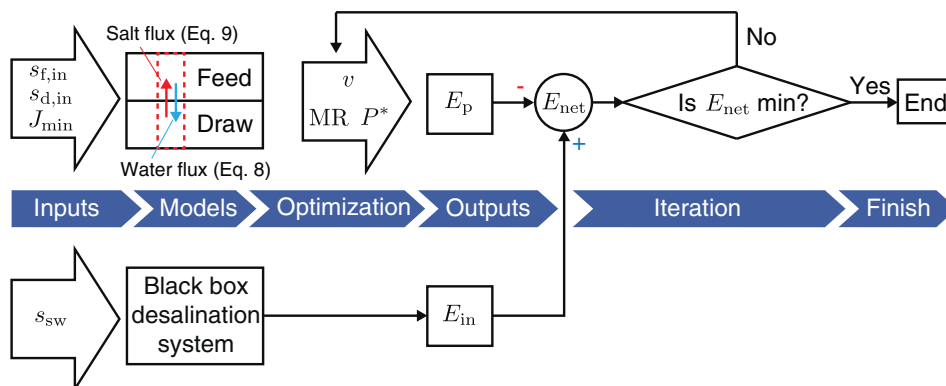 No
Salt flux (Eq. 9)
s_f,in
s_d,in
J_min
Feed
Draw
Water flux (Eq. 8)
v
MR P*
E_p
-
E_net
+
Is E_net min?
Yes
End
Inputs
Models
Optimization
Outputs
Iteration
Finish
s_sw
Black box
desalination
system
E_in